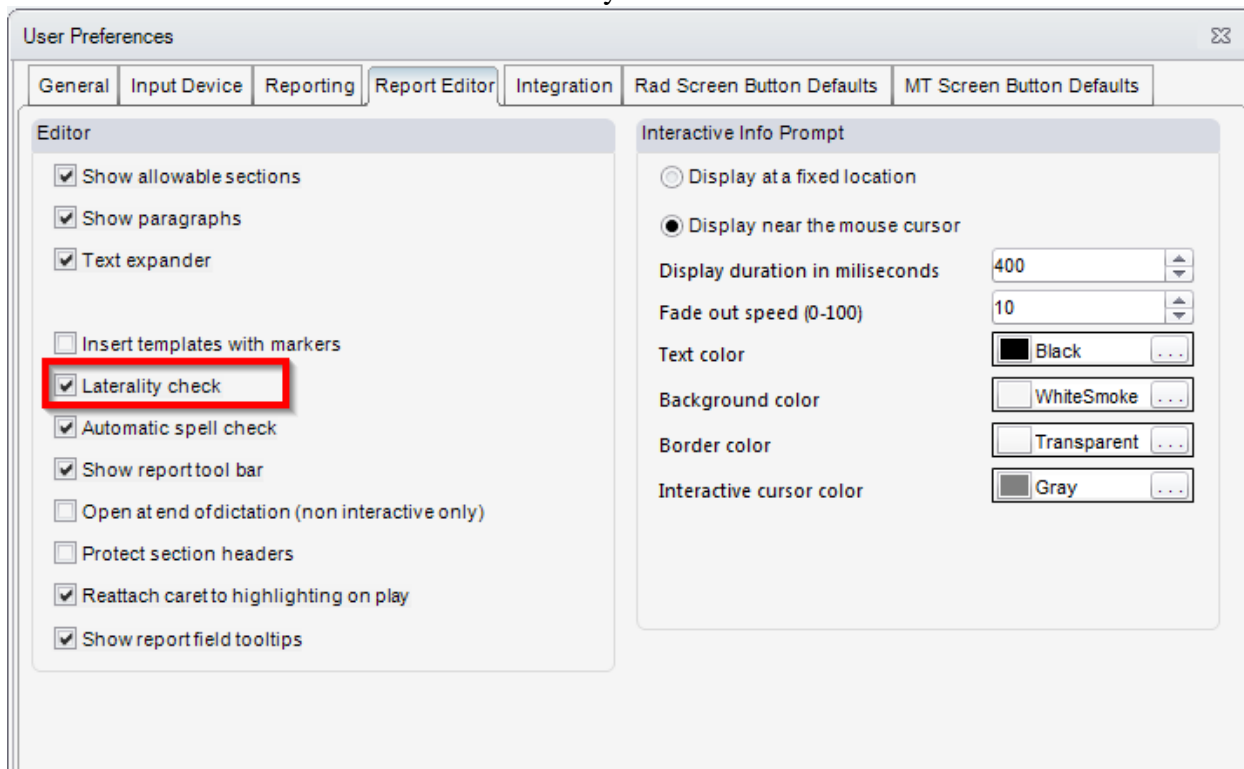 User Preferences
General Input Device Reporting Report Editor Integration Rad Screen Button Defaults MT Screen Button Defaults
Editor
Show allowable sections
Show paragraphs
Text expander
Insert templates with markers
Laterality check
Automatic spell check
Show report tool bar
Open at end of dictation (non interactive only)
Protect section headers
Reattach caret to highlighting on play
Show report field tooltips
Interactive Info Prompt
Display at a fixed location
Display near the mouse cursor
Display duration in miliseconds 400
Fade out speed (0-100) 10
Text color Black ...
Background color WhiteSmoke ...
Border color Transparent ...
Interactive cursor color Gray ...